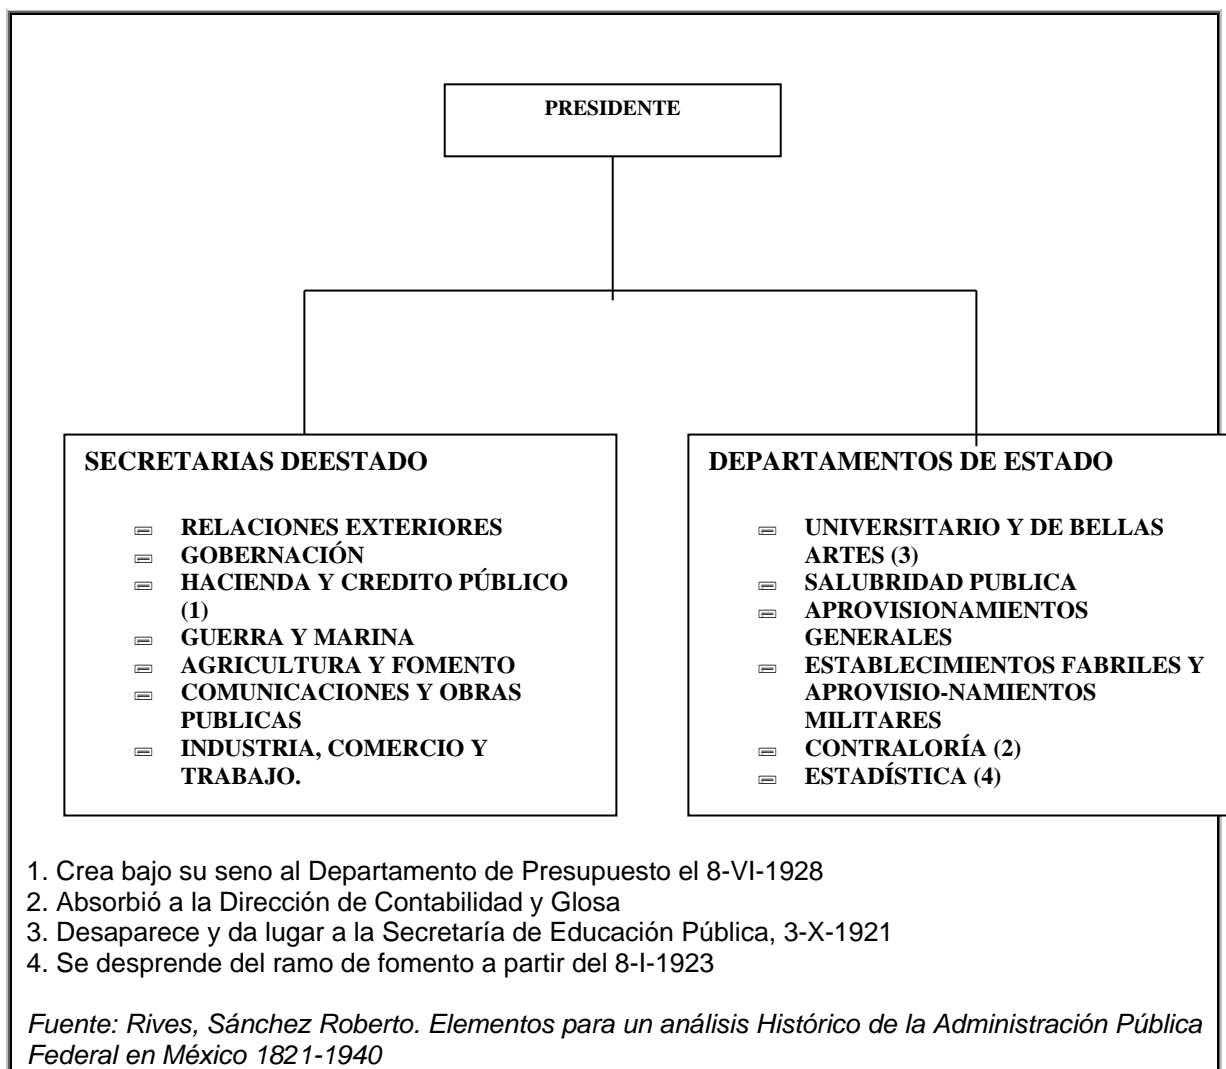 PRESIDENTE
SECRETARIAS DEESTADO
RELACIONES EXTERIORES
GOBERNACIÓN
HACIENDA Y CREDITO PÚBLICO
(1)
GUERRA Y MARINA
AGRICULTURA Y FOMENTO
COMUNICACIONES Y OBRAS
PUBLICAS
INDUSTRIA, COMERCIO Y
TRABAJO.
DEPARTAMENTOS DE ESTADO
UNIVERSITARIO Y DE BELLAS
ARTES (3)
SALUBRIDAD PUBLICA
APROVISIONAMIENTOS
GENERALES
ESTABLECIMIENTOS FABRILES Y
APROVISIO-NAMIENTOS
MILITARES
CONTRALORÍA (2)
ESTADÍSTICA (4)
1. Crea bajo su seno al Departamento de Presupuesto el 8-VI-1928
2. Absorbió a la Dirección de Contabilidad y Glosa
3. Desaparece y da lugar a la Secretaría de Educación Pública, 3-X-1921
4. Se desprende del ramo de fomento a partir del 8-I-1923
Fuente: Rives, Sánchez Roberto. Elementos para un análisis Histórico de la Administración Pública
Federal en México 1821-1940